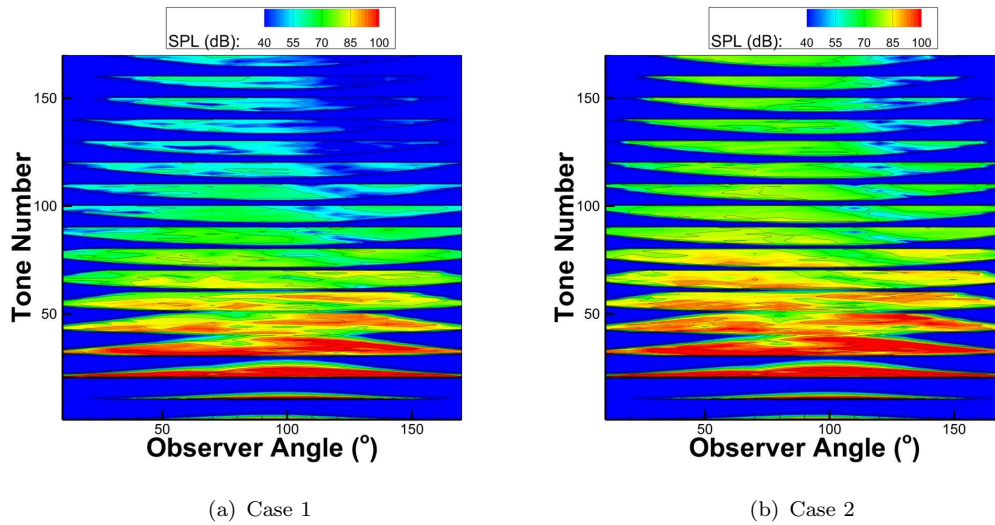 SPL (dB): 40 55 70 85 100
SPL (dB): 40 55 70 85 100
Tone Number
150
100
50
50 100 150
Observer Angle (°)
Tone Number
150
100
50
50 100 150
Observer Angle (°)
(a) Case 1
(b) Case 2